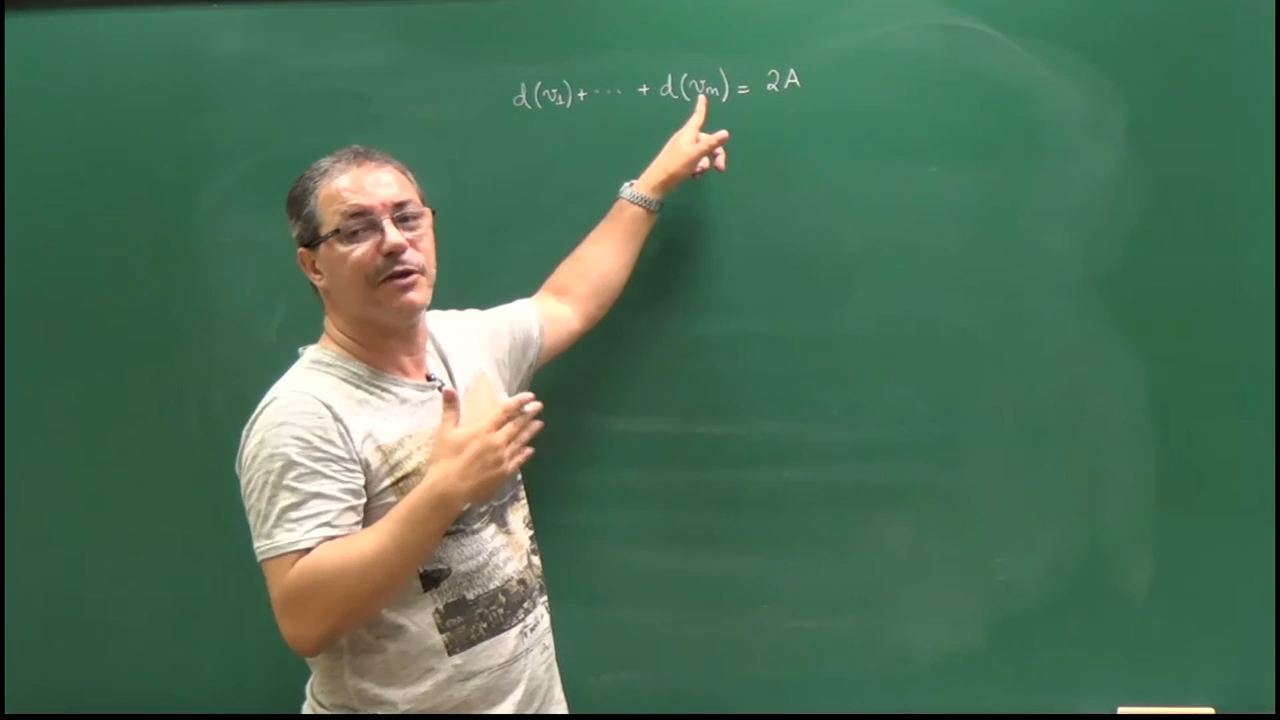 d(v₁) + ··· + d(vₙ) = 2A